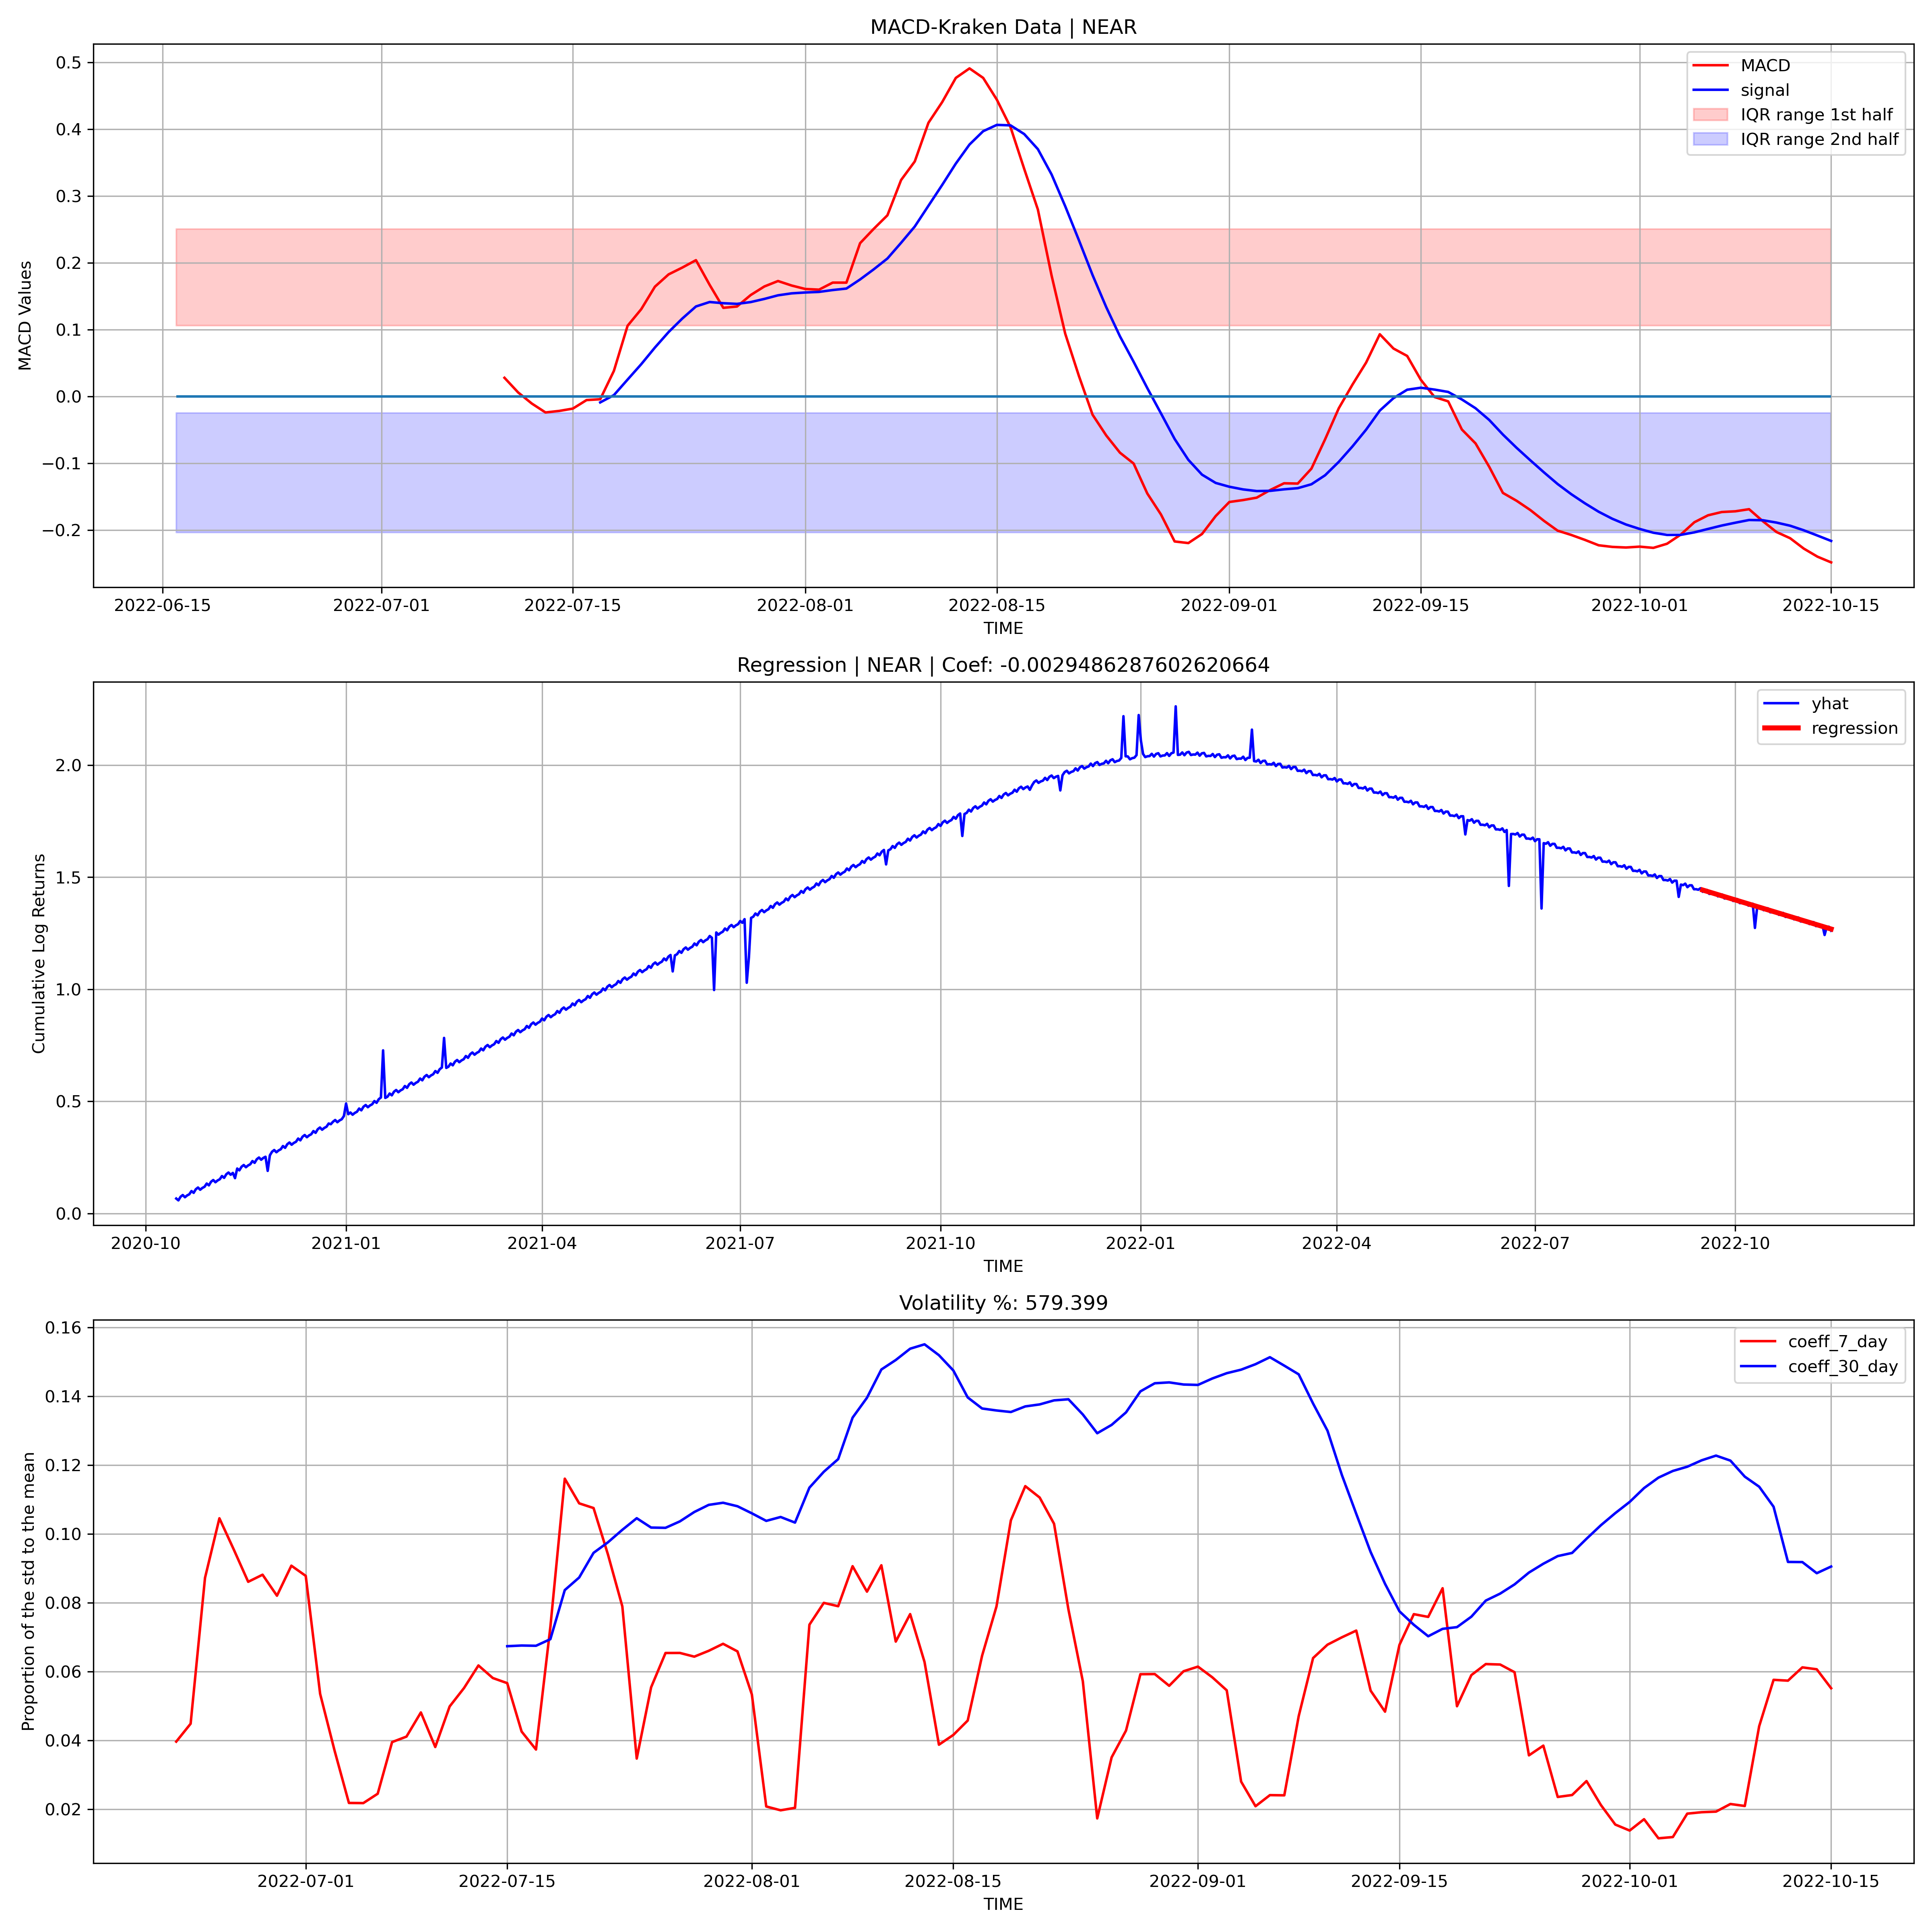 MACD-Kraken Data | NEAR
MACD Values
0.5
0.4
0.3
0.2
0.1
0.0
−0.1
−0.2
MACD
signal
IQR range 1st half
IQR range 2nd half
2022-06-15 2022-07-01 2022-07-15 2022-08-01 2022-08-15 2022-09-01 2022-09-15 2022-10-01 2022-10-15
TIME
Regression | NEAR | Coef: -0.0029486287602620664
Cumulative Log Returns
2.0
1.5
1.0
0.5
0.0
yhat
regression
2020-10 2021-01 2021-04 2021-07 2021-10 2022-01 2022-04 2022-07 2022-10
TIME
Volatility %: 579.399
Proportion of the std to the mean
0.16
0.14
0.12
0.10
0.08
0.06
0.04
0.02
coeff_7_day
coeff_30_day
2022-07-01 2022-07-15 2022-08-01 2022-08-15 2022-09-01 2022-09-15 2022-10-01 2022-10-15
TIME